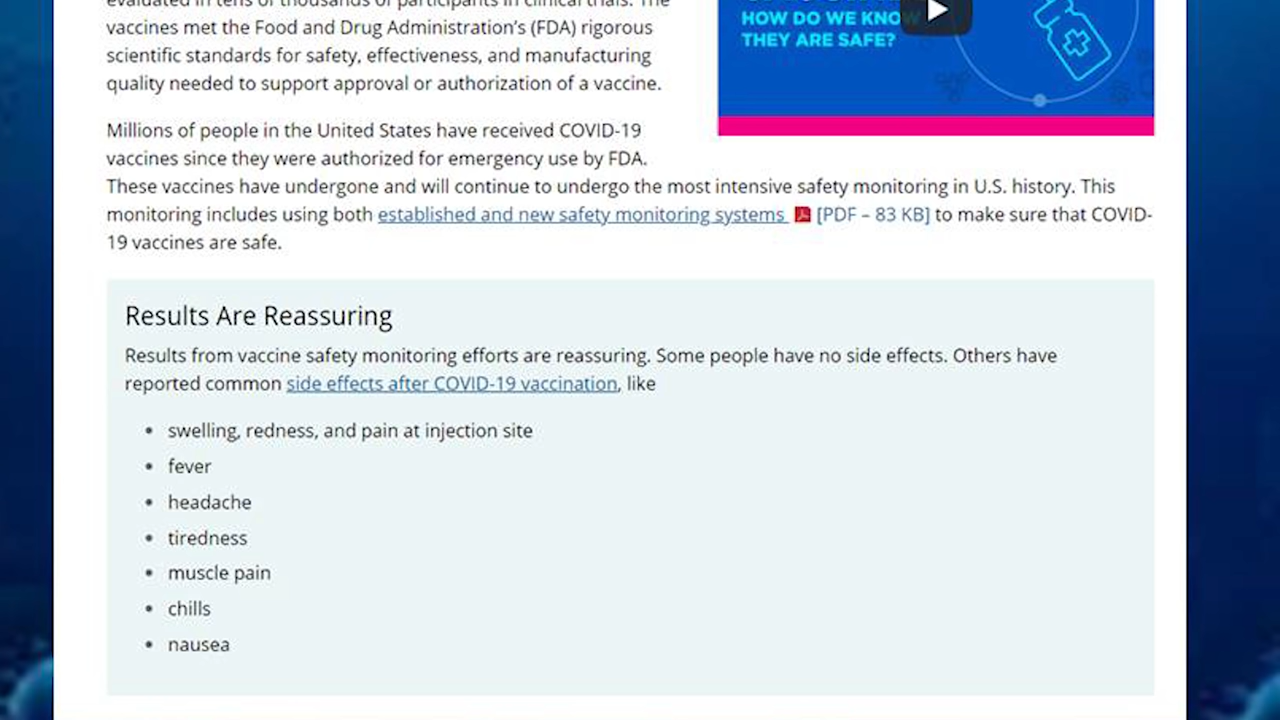 evaluated in tens of thousands of participants in clinical trials. The
vaccines met the Food and Drug Administration's (FDA) rigorous
scientific standards for safety, effectiveness, and manufacturing
quality needed to support approval or authorization of a vaccine.
HOW DO WE KNOW
THEY ARE SAFE?
Millions of people in the United States have received COVID-19
vaccines since they were authorized for emergency use by FDA.
These vaccines have undergone and will continue to undergo the most intensive safety monitoring in U.S. history. This
monitoring includes using both established and new safety monitoring systems [PDF – 83 KB] to make sure that COVID-
19 vaccines are safe.
Results Are Reassuring
Results from vaccine safety monitoring efforts are reassuring. Some people have no side effects. Others have
reported common side effects after COVID-19 vaccination, like
• swelling, redness, and pain at injection site
• fever
• headache
• tiredness
• muscle pain
• chills
• nausea